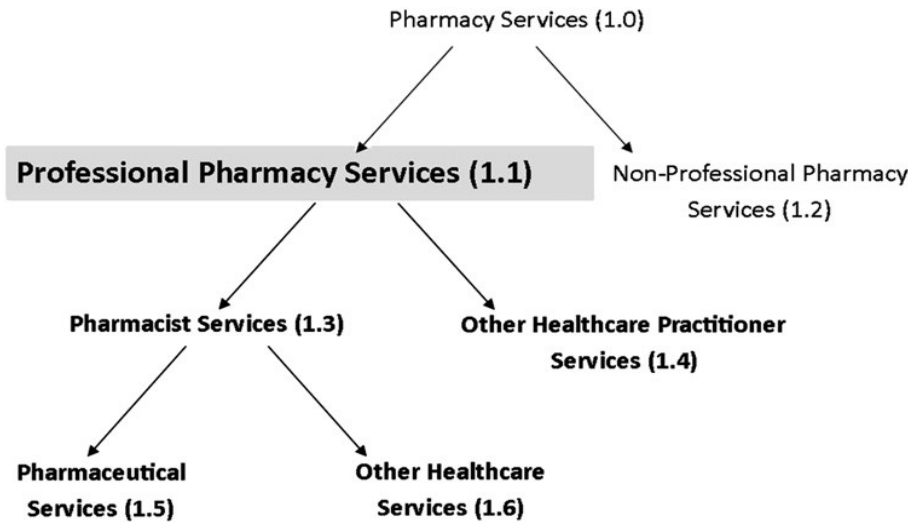 Pharmacy Services (1.0)
Professional Pharmacy Services (1.1)
Non-Professional Pharmacy
Services (1.2)
Pharmacist Services (1.3)
Other Healthcare Practitioner
Services (1.4)
Pharmaceutical
Services (1.5)
Other Healthcare
Services (1.6)